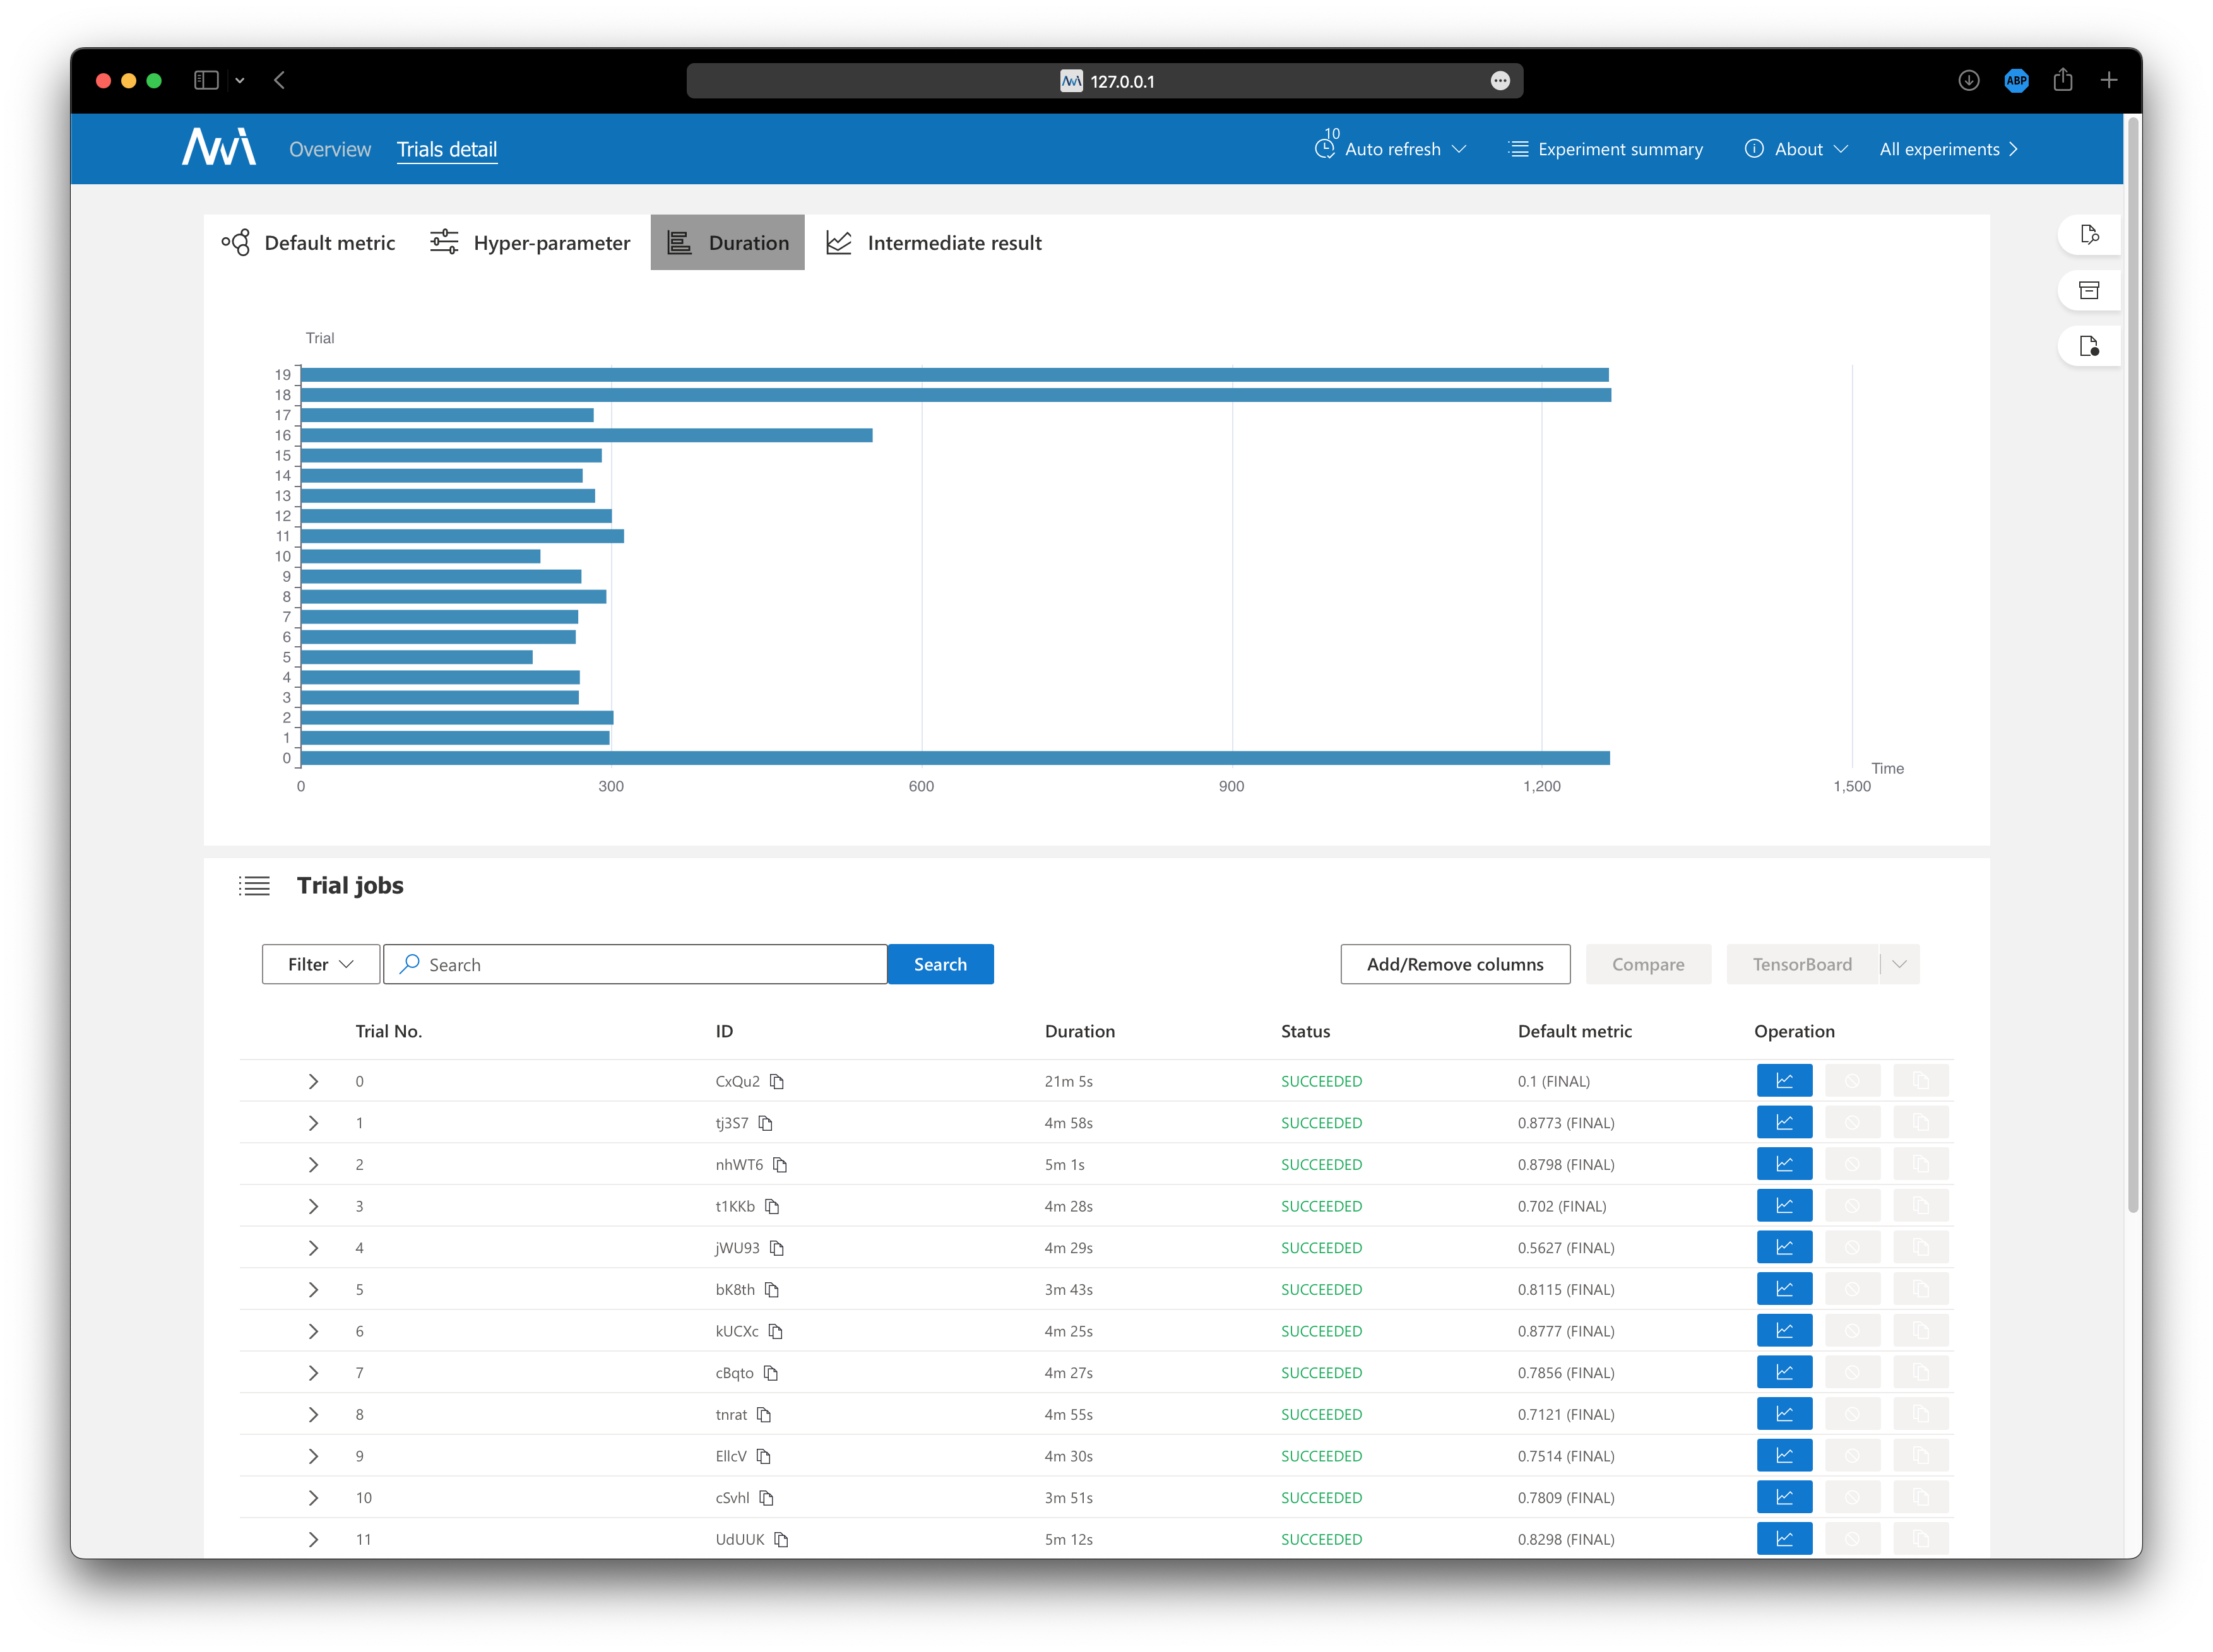 127.0.0.1
ABP
Overview Trials detail 10 Auto refresh Experiment summary About All experiments
Default metric Hyper-parameter Duration Intermediate result
Trial
19
18
17
16
15
14
13
12
11
10
9
8
7
6
5
4
3
2
1
0
Time
0 300 600 900 1,200 1,500
Trial jobs
Filter Search Search Add/Remove columns Compare TensorBoard
Trial No. ID Duration Status Default metric Operation
0 CxQu2 21m 5s SUCCEEDED 0.1 (FINAL)
1 tj3S7 4m 58s SUCCEEDED 0.8773 (FINAL)
2 nhWT6 5m 1s SUCCEEDED 0.8798 (FINAL)
3 t1KKb 4m 28s SUCCEEDED 0.702 (FINAL)
4 jWU93 4m 29s SUCCEEDED 0.5627 (FINAL)
5 bK8th 3m 43s SUCCEEDED 0.8115 (FINAL)
6 kUCXc 4m 25s SUCCEEDED 0.8777 (FINAL)
7 cBqto 4m 27s SUCCEEDED 0.7856 (FINAL)
8 tnrat 4m 55s SUCCEEDED 0.7121 (FINAL)
9 EllcV 4m 30s SUCCEEDED 0.7514 (FINAL)
10 cSvhl 3m 51s SUCCEEDED 0.7809 (FINAL)
11 UdUUK 5m 12s SUCCEEDED 0.8298 (FINAL)